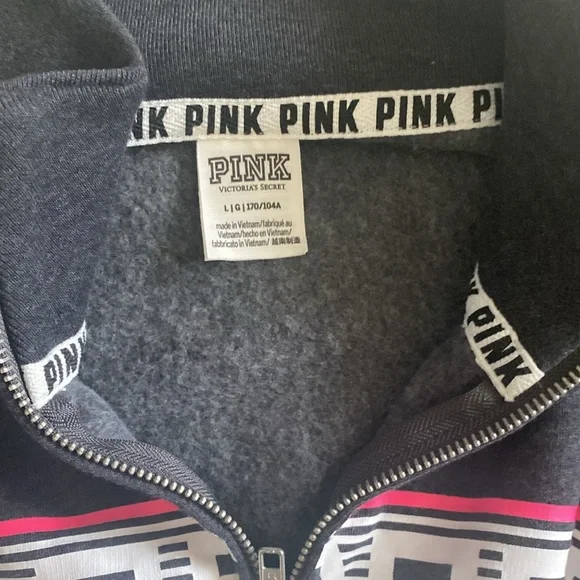 NK PINK PINK PINK PI
PINK
VICTORIA'S SECRET
L | G | 170/104A
made in Vietnam/fabriqué au
Vietnam/hecho en Vietnam/
fabbricato in Vietnam/ 越南制造
PINK
PINK